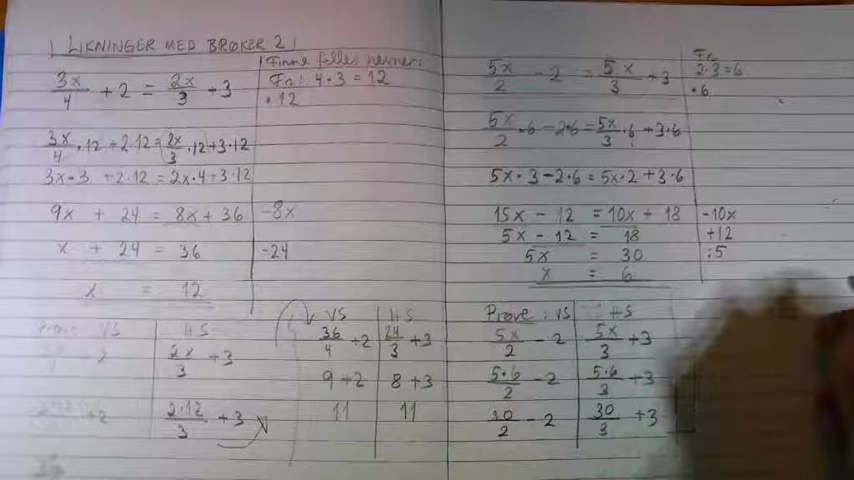 LIKNINGER MED BRØKER 2
Finne felles nevner:
3x/4 + 2 = 2x/3 + 3
Fn: 4·3 = 12
·12
3x/4 ·12 + 2·12 = 2x/3 ·12 + 3·12
3x·3 + 2·12 = 2x·4 + 3·12
9x + 24 = 8x + 36 -8x
x + 24 = 36 -24
x = 12
Prøve VS HS
+2 2x/3 +3
+2 2·12/3 +3
VS HS
36/4 +2 24/3 +3
9+2 8+3
11 11
5x/2 - 2 = 5x/3 + 3
Fn
2·3=6
·6
5x/2 ·6 - 2·6 = 5x/3 ·6 + 3·6
5x·3 - 2·6 = 5x·2 + 3·6
15x - 12 = 10x + 18 -10x
5x - 12 = 18 +12
5x = 30 :5
x = 6
Prøve: VS HS
5x/2 - 2 5x/3 +3
5·6/2 - 2 5·6/3 +3
30/2 - 2 30/3 +3